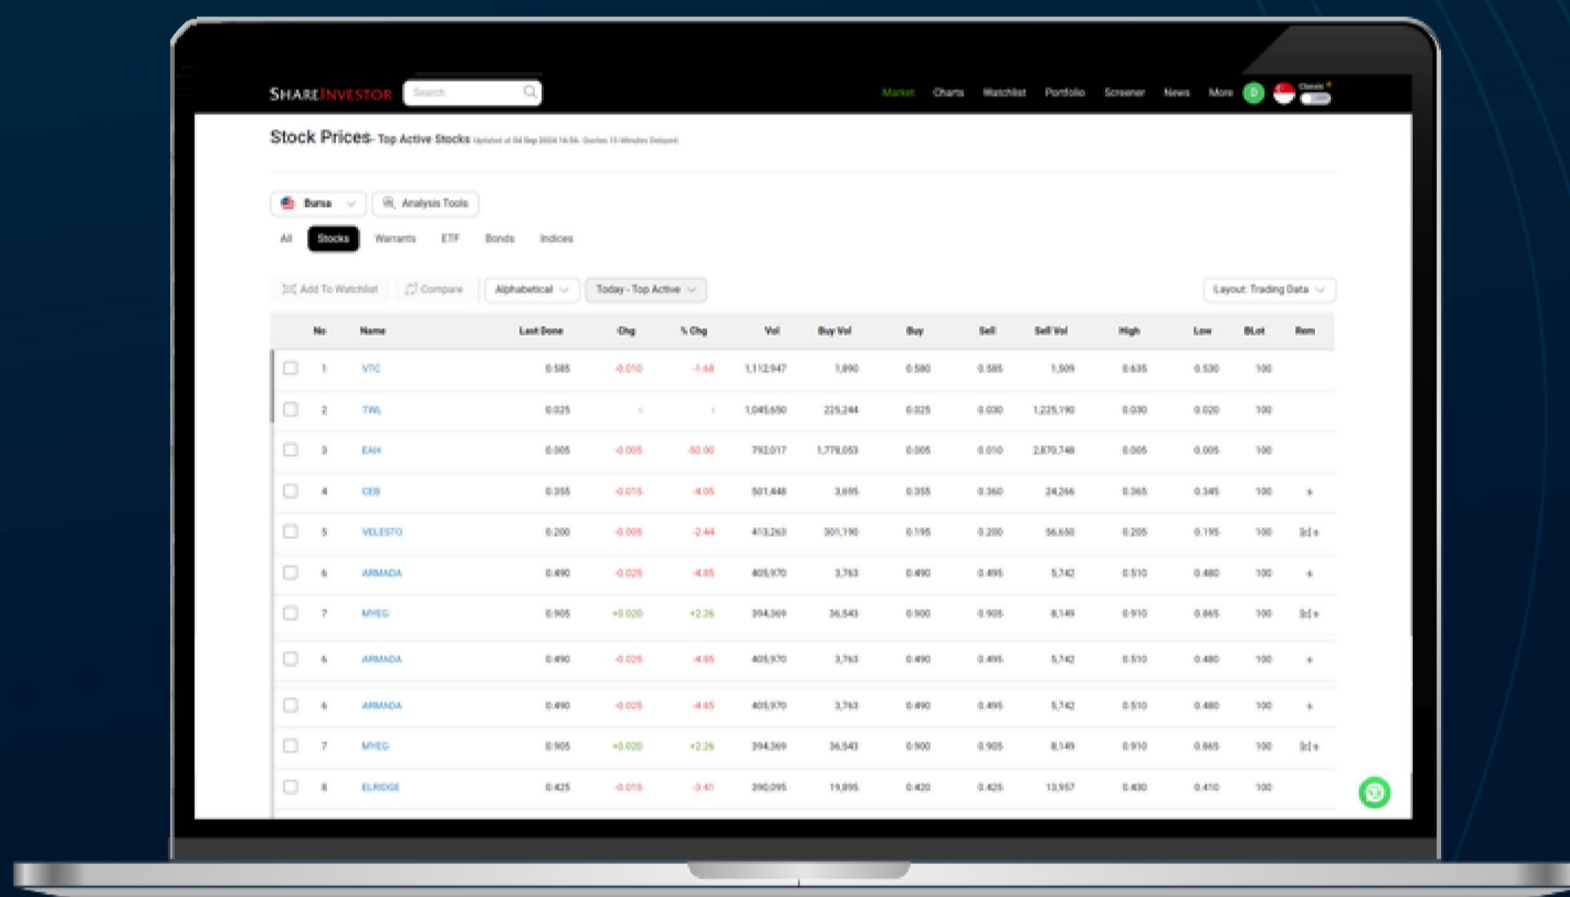 SHAREINVESTOR Search Market Charts Watchlist Portfolio Screener News More D Classic
Stock Prices- Top Active Stocks Updated at 04 Sep 2024 16:56. Quotes 15 Minutes Delayed.
Bursa Analysis Tools
All Stocks Warrants ETF Bonds Indices
Add To Watchlist Compare Alphabetical Today - Top Active Layout: Trading Data
No Name Last Done Chg % Chg Vol Buy Vol Buy Sell Sell Vol High Low BLot Rem
1 VTC 0.585 -0.010 -1.68 1,112,947 1,890 0.580 0.585 1,509 0.635 0.530 100
2 TWL 0.025 - - 1,045,650 225,244 0.025 0.030 1,225,190 0.030 0.020 100
3 EAH 0.005 -0.005 -50.00 792,017 1,778,053 0.005 0.010 2,870,748 0.005 0.005 100
4 CEB 0.355 -0.015 -4.05 501,448 3,695 0.355 0.360 24,266 0.365 0.345 100 s
5 VELESTO 0.200 -0.005 -2.44 413,263 301,190 0.195 0.200 56,650 0.205 0.195 100 [c] s
6 ARMADA 0.490 -0.025 -4.85 405,970 3,763 0.490 0.495 5,742 0.510 0.480 100 s
7 MYEG 0.905 +0.020 +2.26 394,369 36,543 0.900 0.905 8,149 0.910 0.865 100 [c] s
6 ARMADA 0.490 -0.025 -4.85 405,970 3,763 0.490 0.495 5,742 0.510 0.480 100 s
6 ARMADA 0.490 -0.025 -4.85 405,970 3,763 0.490 0.495 5,742 0.510 0.480 100 s
7 MYEG 0.905 +0.020 +2.26 394,369 36,543 0.900 0.905 8,149 0.910 0.865 100 [c] s
8 ELRIDGE 0.425 -0.015 -3.41 390,095 19,895 0.420 0.425 13,957 0.430 0.410 100